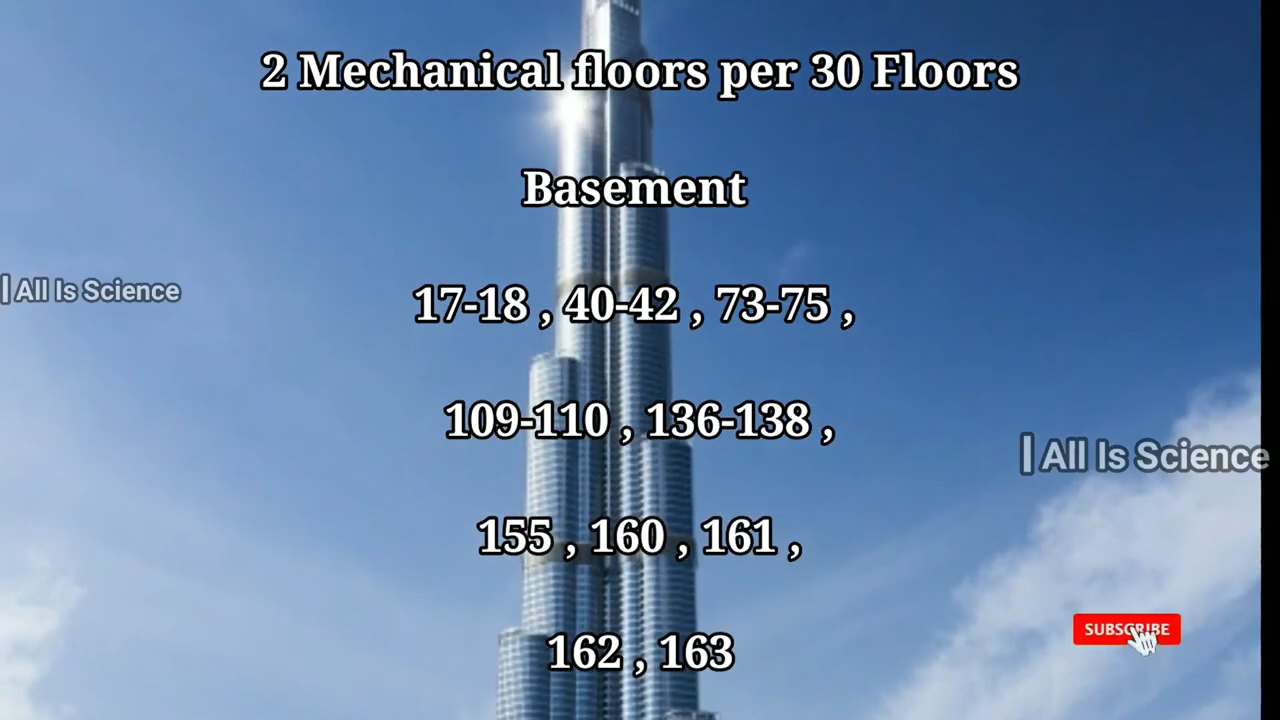 2 Mechanical floors per 30 Floors
Basement
| All Is Science
17-18 , 40-42 , 73-75 ,
109-110 , 136-138 ,
| All Is Science
155 , 160 , 161 ,
SUBSCRIBE
162 , 163